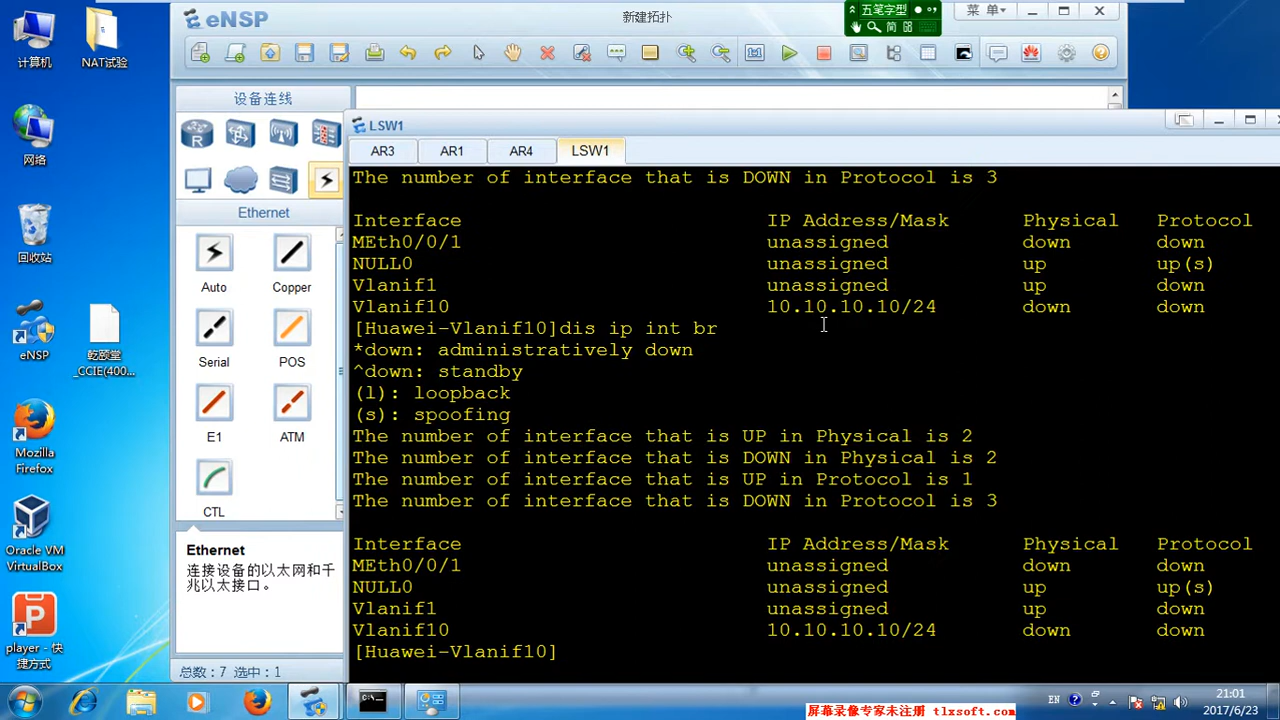 计算机
NAT试验
网络
回收站
eNSP
乾颐堂
_CCIE(400...
Mozilla
Firefox
Oracle VM
VirtualBox
player - 快
捷方式
eNSP
新建拓扑
五笔字型
简
菜 单
设备连线
R
Ethernet
Auto
Copper
Serial
POS
E1
ATM
CTL
Ethernet
连接设备的以太网和千
兆以太接口。
总数：7 选中：1
LSW1
AR3
AR1
AR4
LSW1
The number of interface that is DOWN in Protocol is 3
Interface IP Address/Mask Physical Protocol
MEth0/0/1 unassigned down down
NULL0 unassigned up up(s)
Vlanif1 unassigned up down
Vlanif10 10.10.10.10/24 down down
[Huawei-Vlanif10]dis ip int br
*down: administratively down
^down: standby
(l): loopback
(s): spoofing
The number of interface that is UP in Physical is 2
The number of interface that is DOWN in Physical is 2
The number of interface that is UP in Protocol is 1
The number of interface that is DOWN in Protocol is 3
Interface IP Address/Mask Physical Protocol
MEth0/0/1 unassigned down down
NULL0 unassigned up up(s)
Vlanif1 unassigned up down
Vlanif10 10.10.10.10/24 down down
[Huawei-Vlanif10]
EN
21:01
2017/6/23
屏幕录像专家未注册 tlxsoft.com